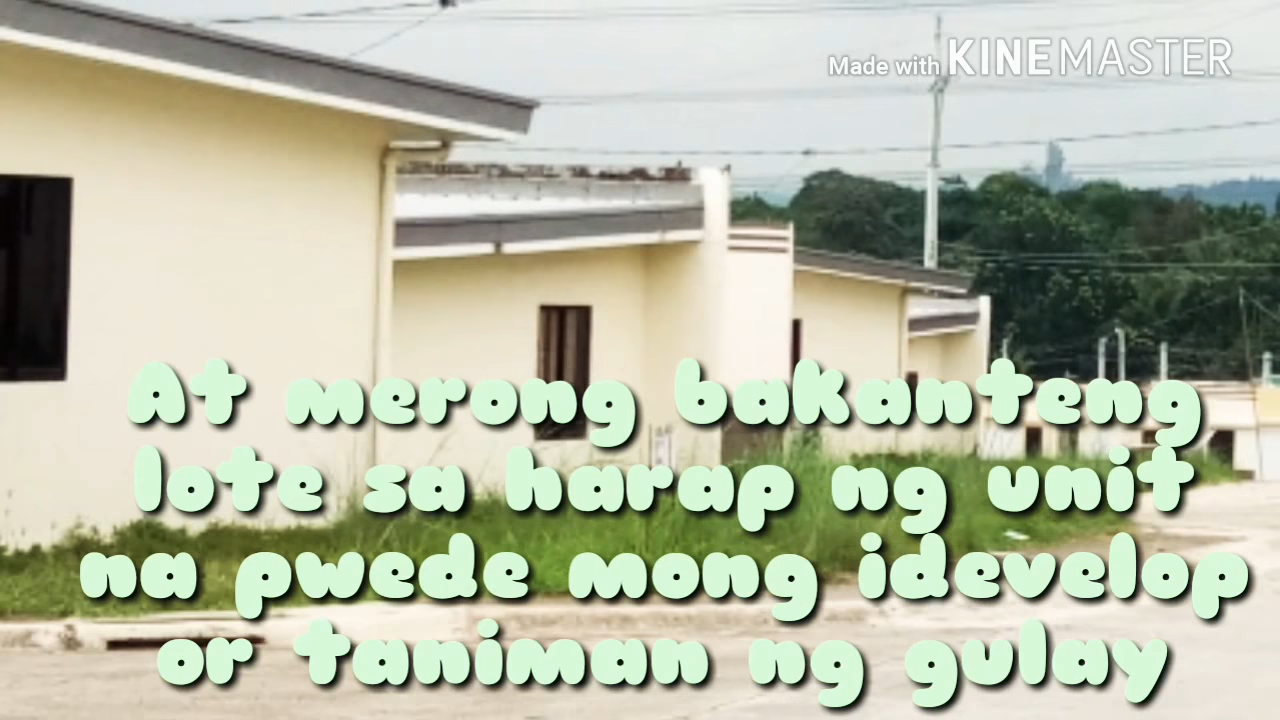 Made with KINEMASTER
At merong bakanteng
lote sa harap ng unit
na pwede mong idevelop
or taniman ng gulay